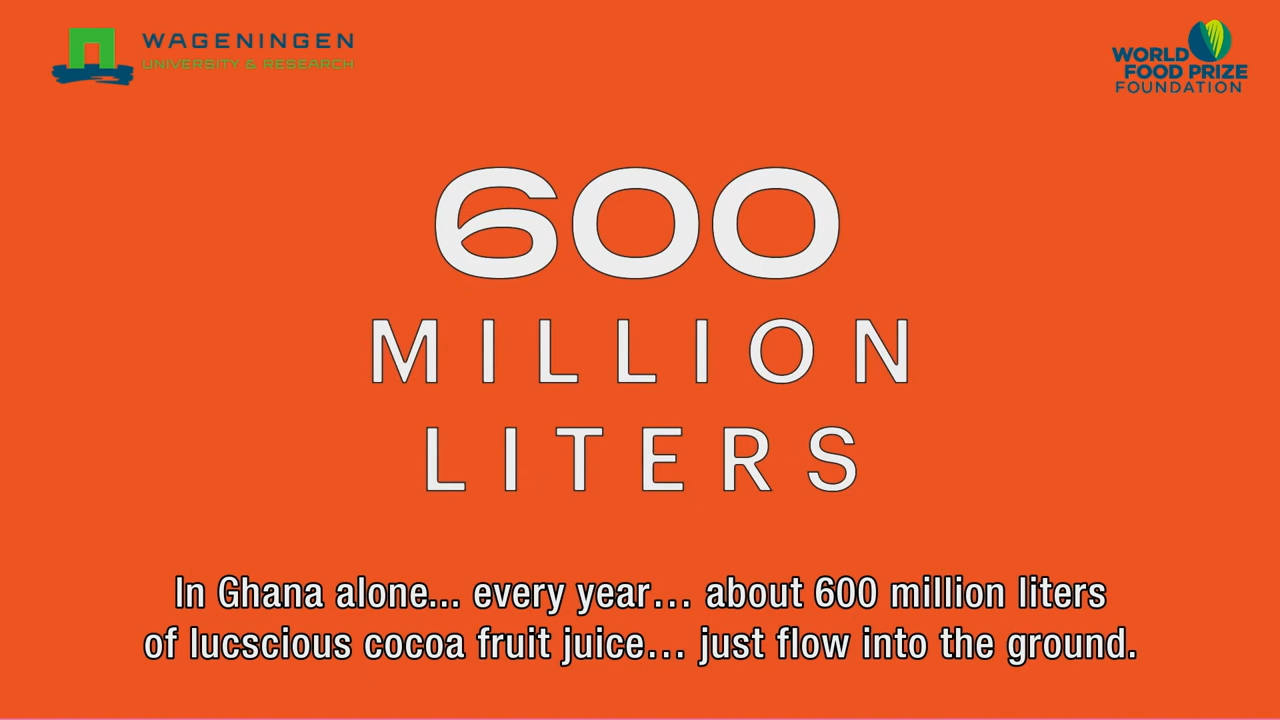 WAGENINGEN
UNIVERSITY & RESEARCH
WORLD
FOOD PRIZE
FOUNDATION
600
MILLION
LITERS
In Ghana alone... every year... about 600 million liters
of lucscious cocoa fruit juice... just flow into the ground.